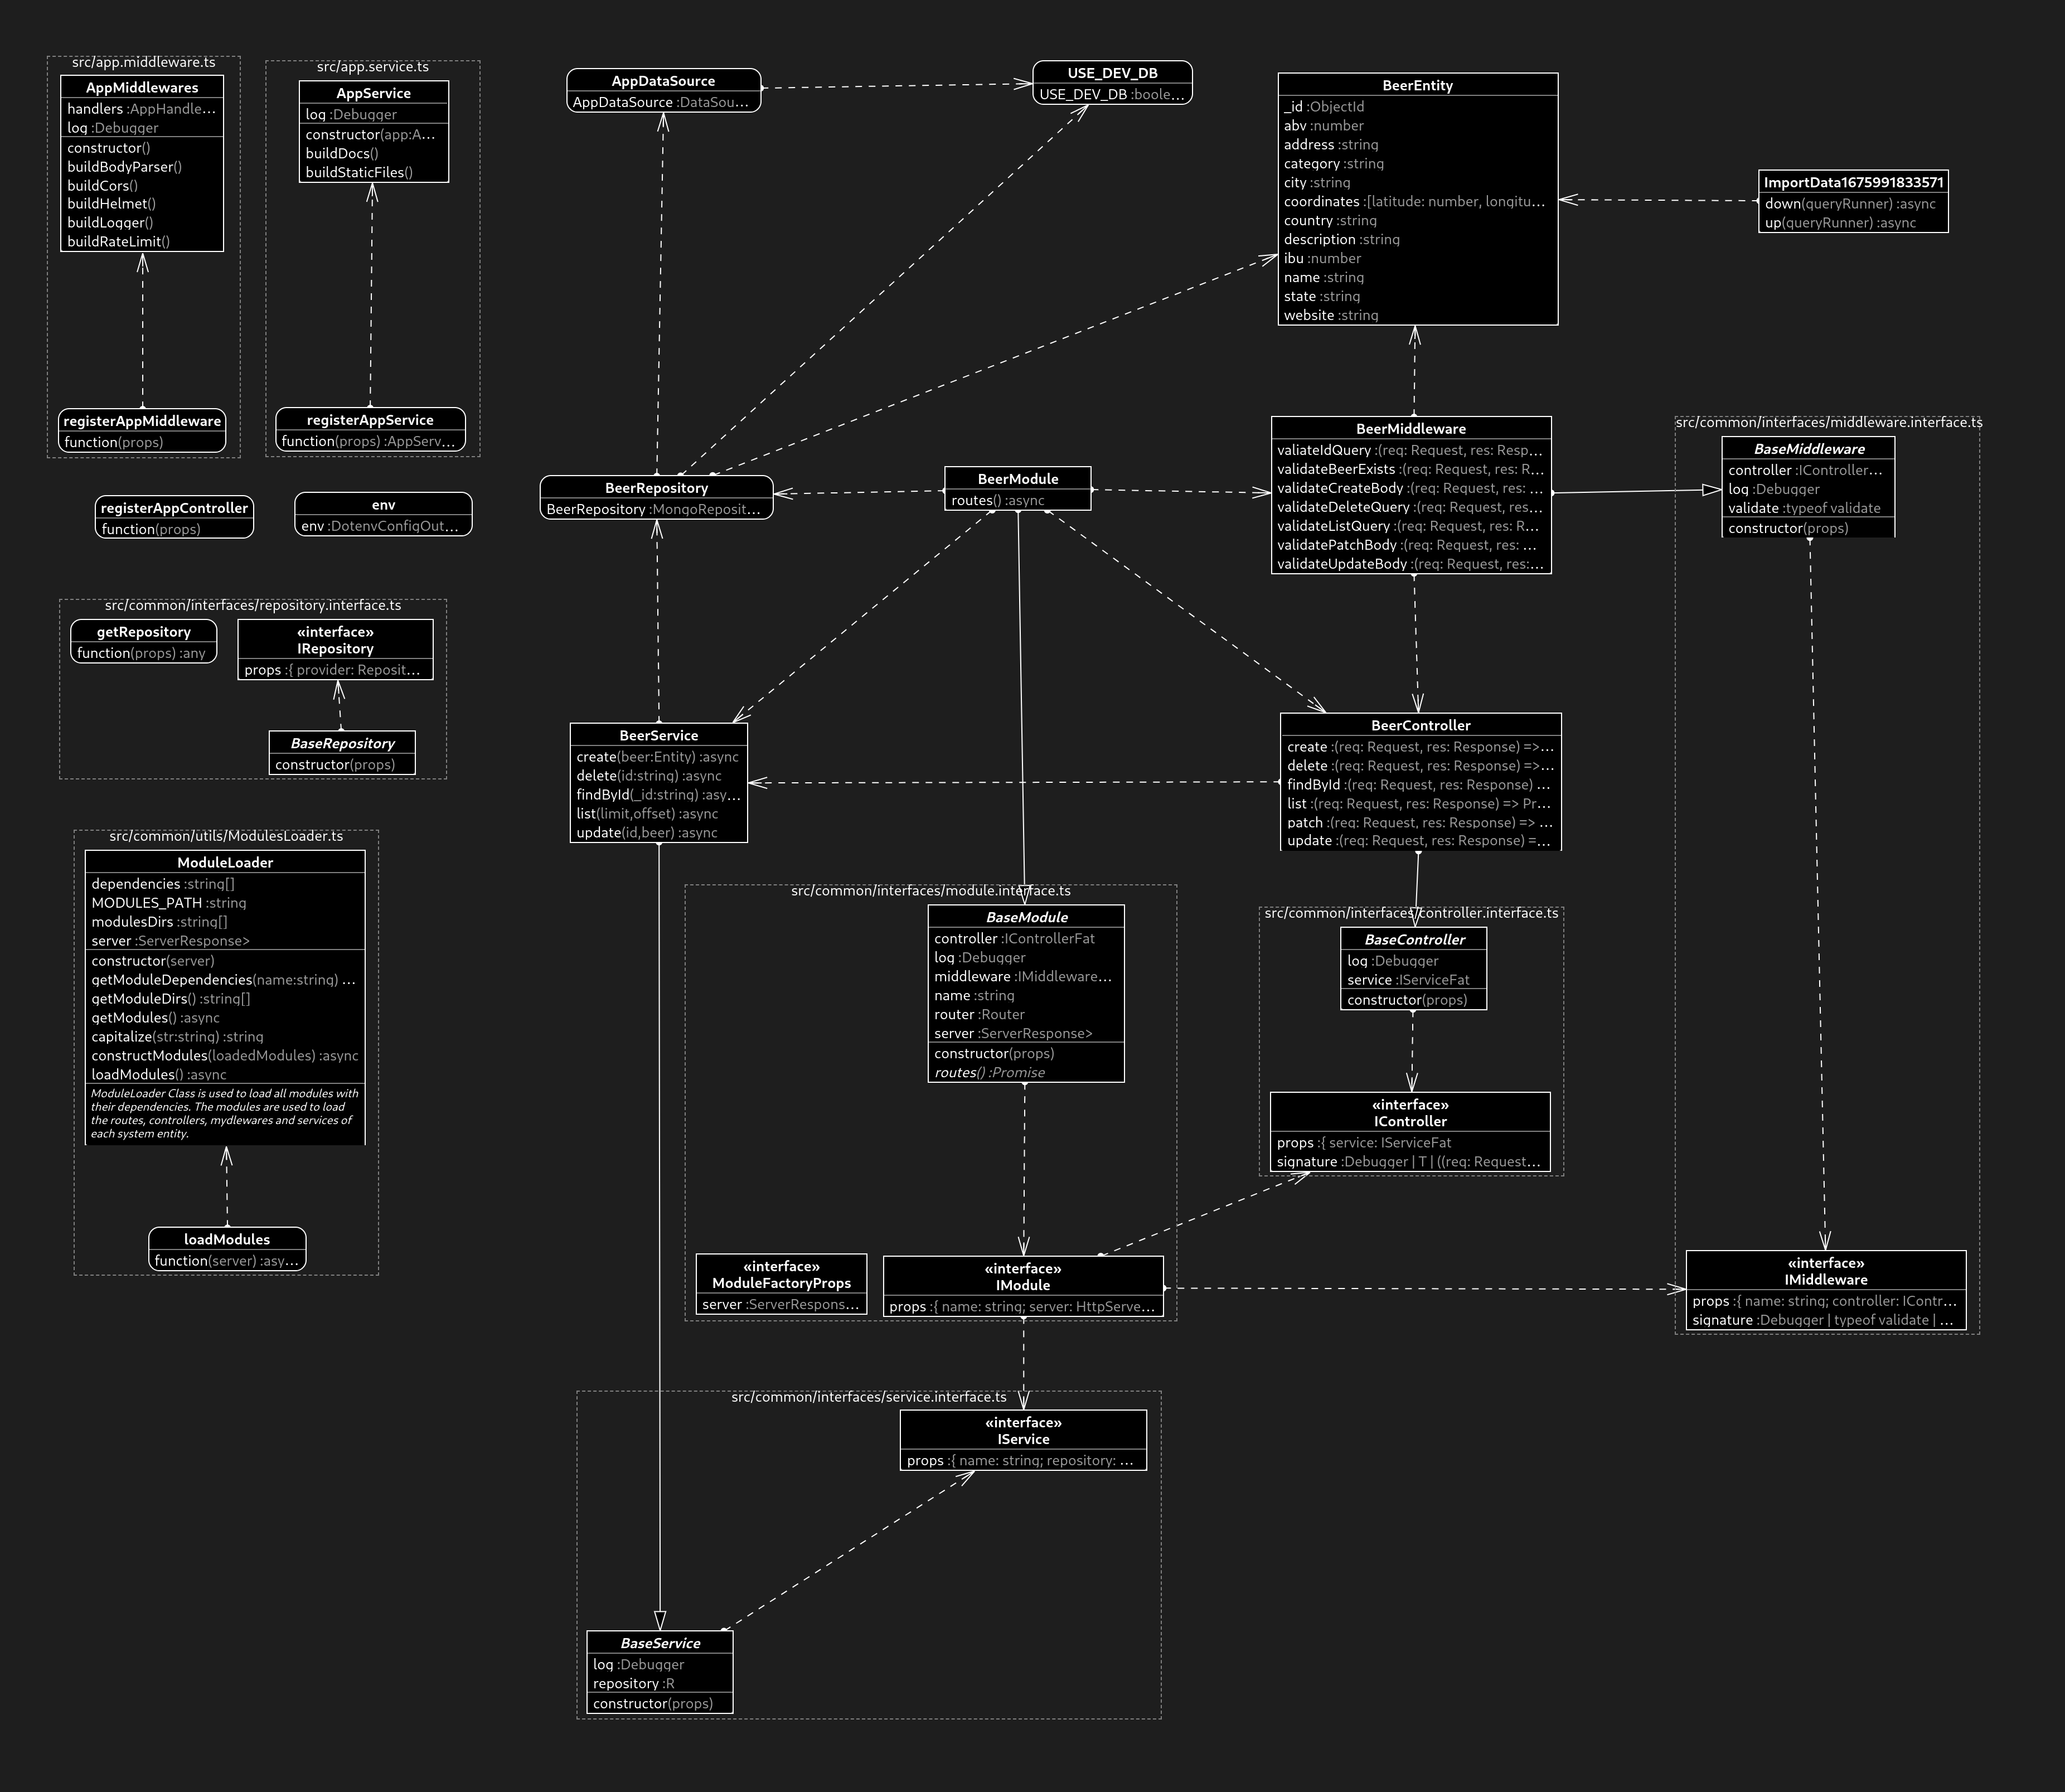 src/app.middleware.ts
AppMiddlewares
handlers :AppHandle...
log :Debugger
constructor()
buildBodyParser()
buildCors()
buildHelmet()
buildLogger()
buildRateLimit()
registerAppMiddleware
function(props)
src/app.service.ts
AppService
log :Debugger
constructor(app:A...
buildDocs()
buildStaticFiles()
registerAppService
function(props) :AppServ...
registerAppController
function(props)
env
env :DotenvConfigOut...
src/common/interfaces/repository.interface.ts
getRepository
function(props) :any
«interface»
IRepository
props :{ provider: Reposit...
BaseRepository
constructor(props)
src/common/utils/ModulesLoader.ts
ModuleLoader
dependencies :string[]
MODULES_PATH :string
modulesDirs :string[]
server :ServerResponse>
constructor(server)
getModuleDependencies(name:string) ...
getModuleDirs() :string[]
getModules() :async
capitalize(str:string) :string
constructModules(loadedModules) :async
loadModules() :async
ModuleLoader Class is used to load all modules with
their dependencies. The modules are used to load
the routes, controllers, mydlewares and services of
each system entity.
loadModules
function(server) :asy...
AppDataSource
AppDataSource :DataSou...
USE_DEV_DB
USE_DEV_DB :boole...
BeerEntity
_id :ObjectId
abv :number
address :string
category :string
city :string
coordinates :[latitude: number, longitu...
country :string
description :string
ibu :number
name :string
state :string
website :string
ImportData1675991833571
down(queryRunner) :async
up(queryRunner) :async
BeerRepository
BeerRepository :MongoReposit...
BeerModule
routes() :async
BeerMiddleware
valiateIdQuery :(req: Request, res: Resp...
validateBeerExists :(req: Request, res: R...
validateCreateBody :(req: Request, res: ...
validateDeleteQuery :(req: Request, res...
validateListQuery :(req: Request, res: R...
validatePatchBody :(req: Request, res: ...
validateUpdateBody :(req: Request, res:...
src/common/interfaces/middleware.interface.ts
BaseMiddleware
controller :IController...
log :Debugger
validate :typeof validate
constructor(props)
BeerService
create(beer:Entity) :async
delete(id:string) :async
findById(_id:string) :asy...
list(limit,offset) :async
update(id,beer) :async
BeerController
create :(req: Request, res: Response) =>...
delete :(req: Request, res: Response) =>...
findById :(req: Request, res: Response) ...
list :(req: Request, res: Response) => Pr...
patch :(req: Request, res: Response) => ...
update :(req: Request, res: Response) =...
src/common/interfaces/module.interface.ts
BaseModule
controller :IControllerFat
log :Debugger
middleware :IMiddleware...
name :string
router :Router
server :ServerResponse>
constructor(props)
routes() :Promise
src/common/interfaces/controller.interface.ts
BaseController
log :Debugger
service :IServiceFat
constructor(props)
«interface»
IController
props :{ service: IServiceFat
signature :Debugger | T | ((req: Request...
«interface»
ModuleFactoryProps
server :ServerRespons...
«interface»
IModule
props :{ name: string; server: HttpServe...
«interface»
IMiddleware
props :{ name: string; controller: IContr...
signature :Debugger | typeof validate | ...
src/common/interfaces/service.interface.ts
«interface»
IService
props :{ name: string; repository: ...
BaseService
log :Debugger
repository :R
constructor(props)